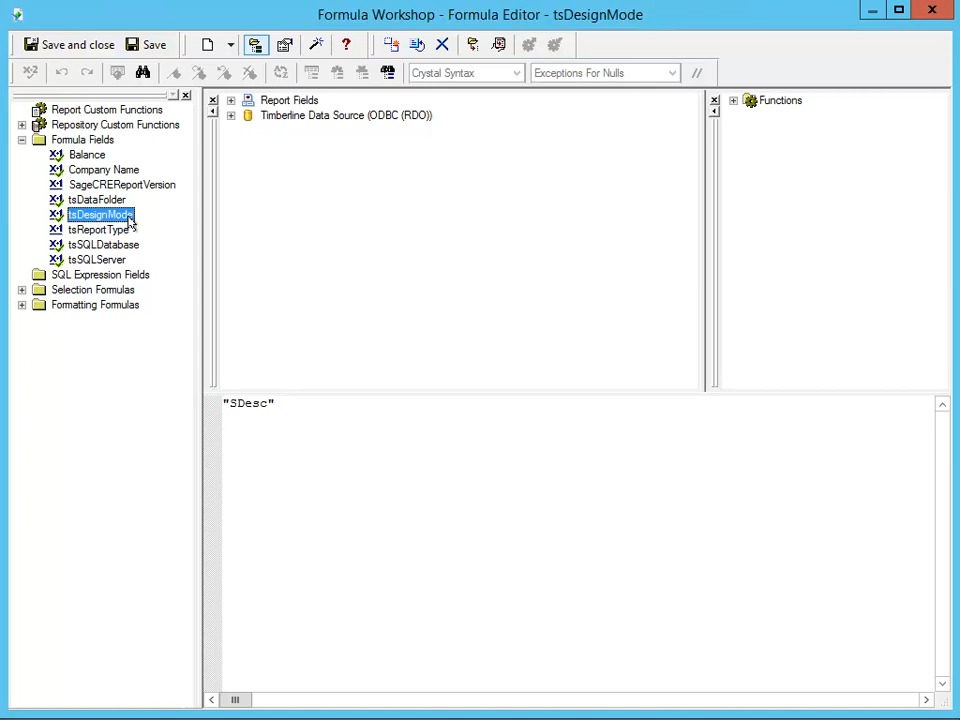 Formula Workshop - Formula Editor - tsDesignMode
Save and close
Save
Crystal Syntax
Exceptions For Nulls
//
Report Custom Functions
Repository Custom Functions
Formula Fields
Balance
Company Name
SageCREReportVersion
tsDataFolder
tsDesignMode
tsReportType
tsSQLDatabase
tsSQLServer
SQL Expression Fields
Selection Formulas
Formatting Formulas
Report Fields
Timberline Data Source (ODBC (RDO))
Functions
"SDesc"